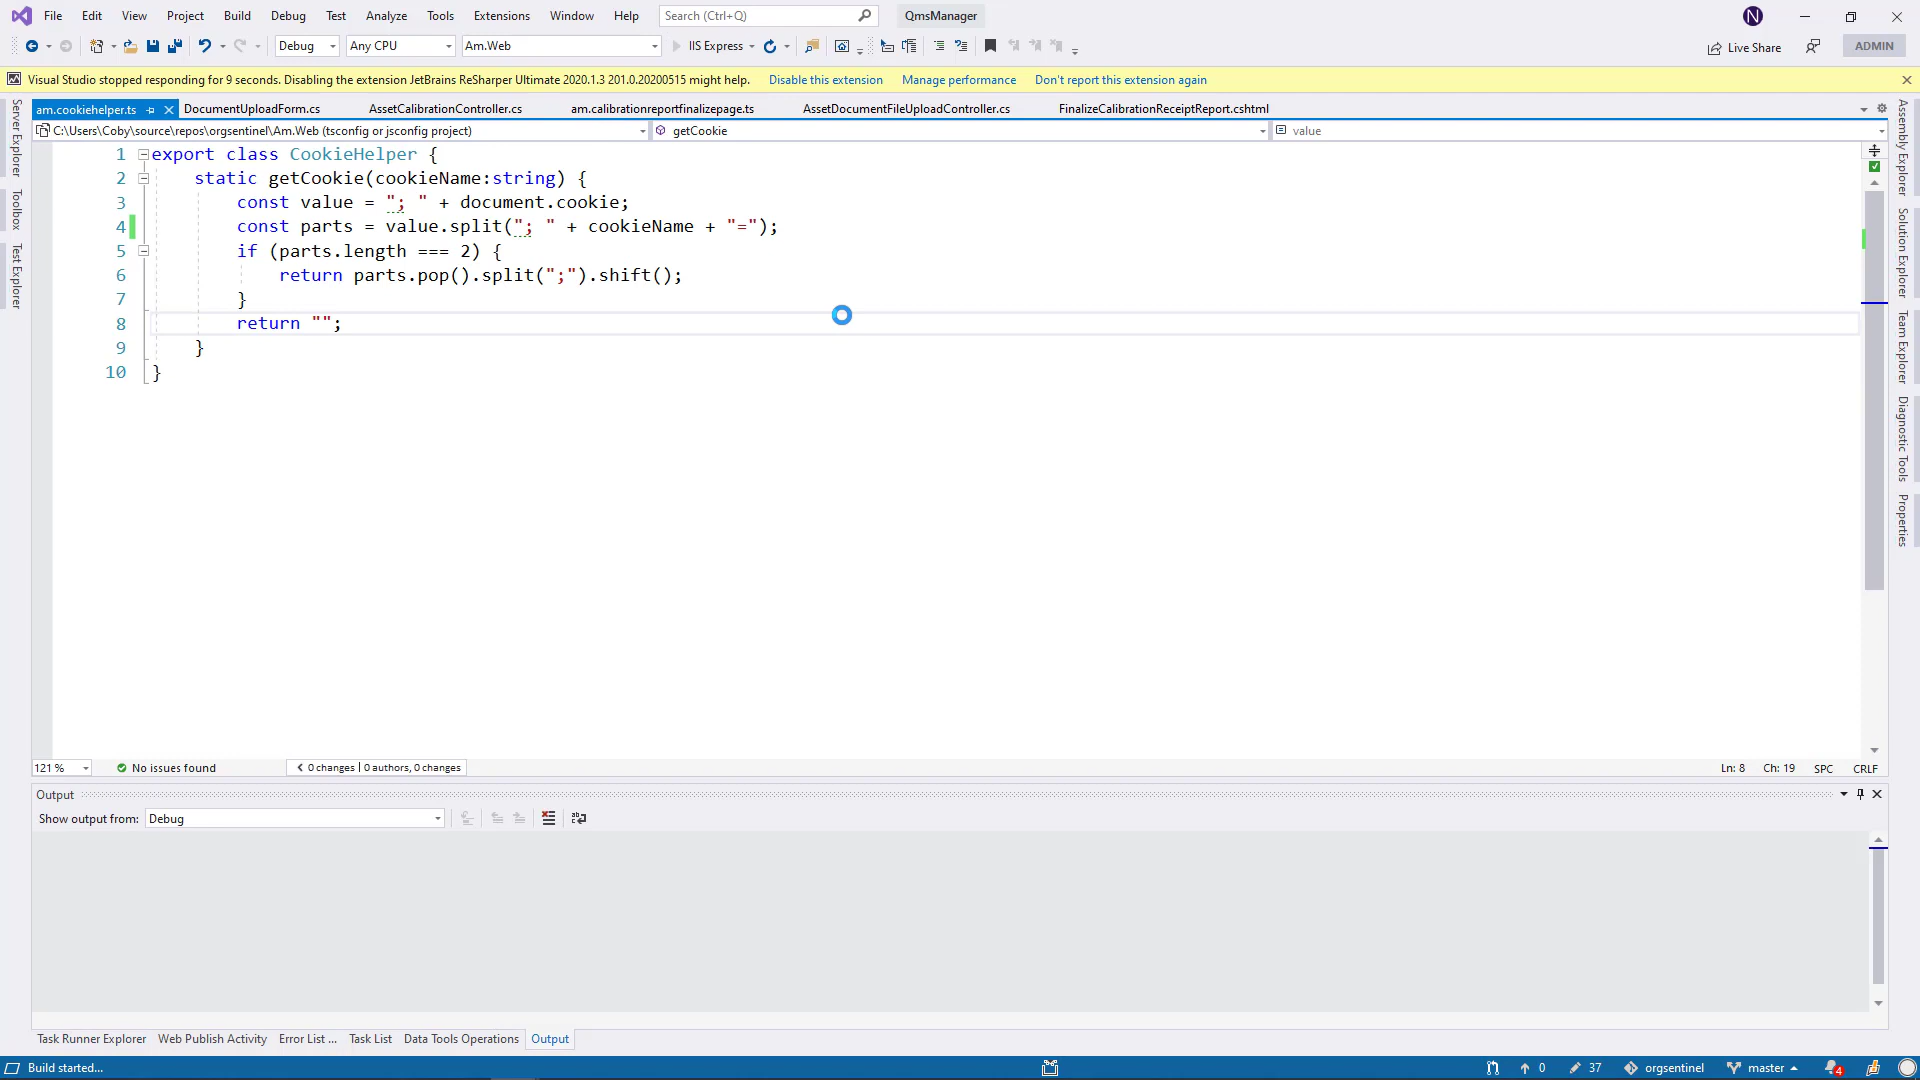 File Edit View Project Build Debug Test Analyze Tools Extensions Window Help Search (Ctrl+Q) QmsManager N
Debug Any CPU Am.Web IIS Express Live Share ADMIN
Visual Studio stopped responding for 9 seconds. Disabling the extension JetBrains ReSharper Ultimate 2020.1.3 201.0.20200515 might help. Disable this extension Manage performance Don't report this extension again
am.cookiehelper.ts DocumentUploadForm.cs AssetCalibrationController.cs am.calibrationreportfinalizepage.ts AssetDocumentFileUploadController.cs FinalizeCalibrationReceiptReport.cshtml
C:\Users\Coby\source\repos\orgsentinel\Am.Web (tsconfig or jsconfig project) getCookie value
Server Explorer
Toolbox
Test Explorer
1 export class CookieHelper {
2 static getCookie(cookieName:string) {
3 const value = "; " + document.cookie;
4 const parts = value.split("; " + cookieName + "=");
5 if (parts.length === 2) {
6 return parts.pop().split(";").shift();
7 }
8 return "";
9 }
10 }
Assembly Explorer
Solution Explorer
Team Explorer
Diagnostic Tools
Properties
121 % No issues found 0 changes | 0 authors, 0 changes Ln: 8 Ch: 19 SPC CRLF
Output
Show output from: Debug
Task Runner Explorer Web Publish Activity Error List ... Task List Data Tools Operations Output
Build started... 0 37 orgsentinel master 4